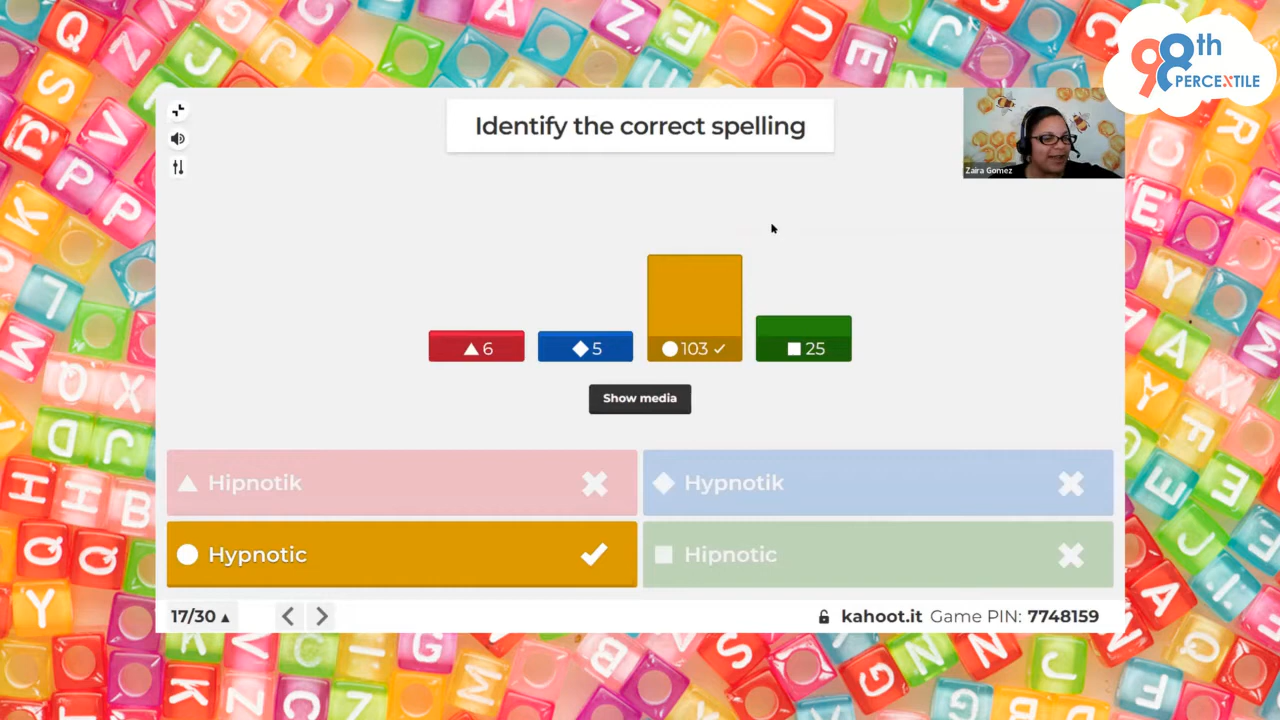 98th
PERCEXTILE
Identify the correct spelling
Zaira Gomez
6
5
103
25
Show media
Hipnotik
Hypnotik
Hypnotic
Hipnotic
17/30
kahoot.it Game PIN: 7748159